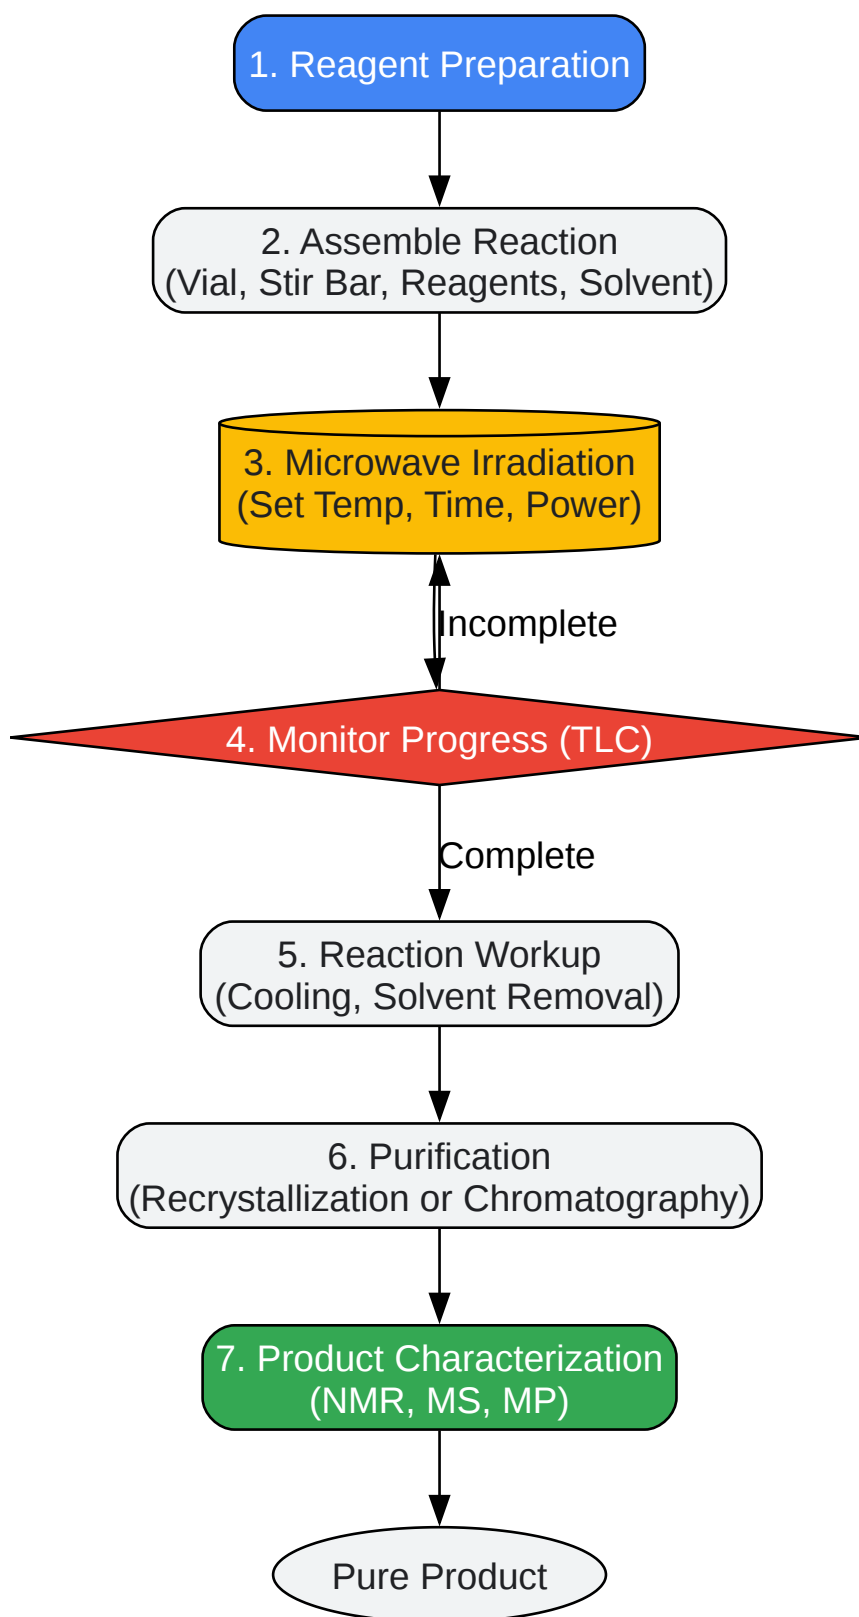 1. Reagent Preparation
2. Assemble Reaction
(Vial, Stir Bar, Reagents, Solvent)
3. Microwave Irradiation
(Set Temp, Time, Power)
Incomplete
4. Monitor Progress (TLC)
Complete
5. Reaction Workup
(Cooling, Solvent Removal)
6. Purification
(Recrystallization or Chromatography)
7. Product Characterization
(NMR, MS, MP)
Pure Product